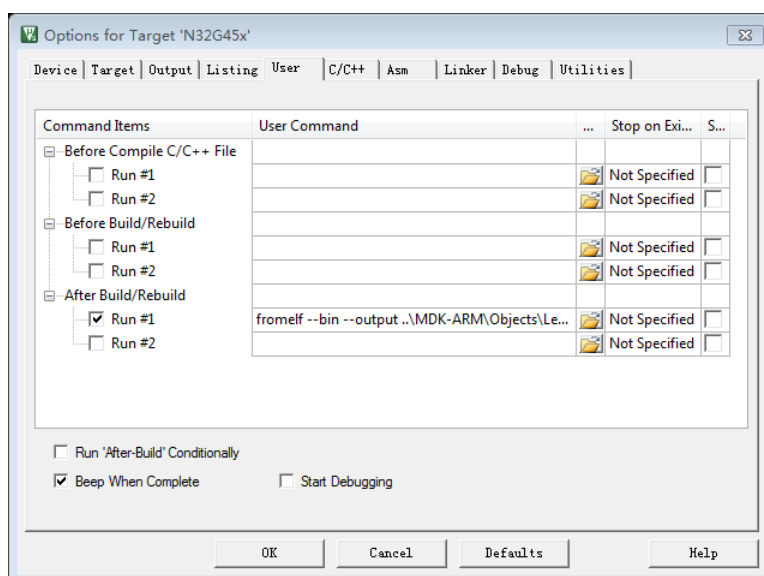 Options for Target 'N32G45x'
Device Target Output Listing User C/C++ Asm Linker Debug Utilities
Command Items User Command ... Stop on Exi... S...
Before Compile C/C++ File
Run #1 Not Specified
Run #2 Not Specified
Before Build/Rebuild
Run #1 Not Specified
Run #2 Not Specified
After Build/Rebuild
Run #1 fromelf --bin --output ..\MDK-ARM\Objects\Le... Not Specified
Run #2 Not Specified
Run 'After-Build' Conditionally
Beep When Complete Start Debugging
OK Cancel Defaults Help